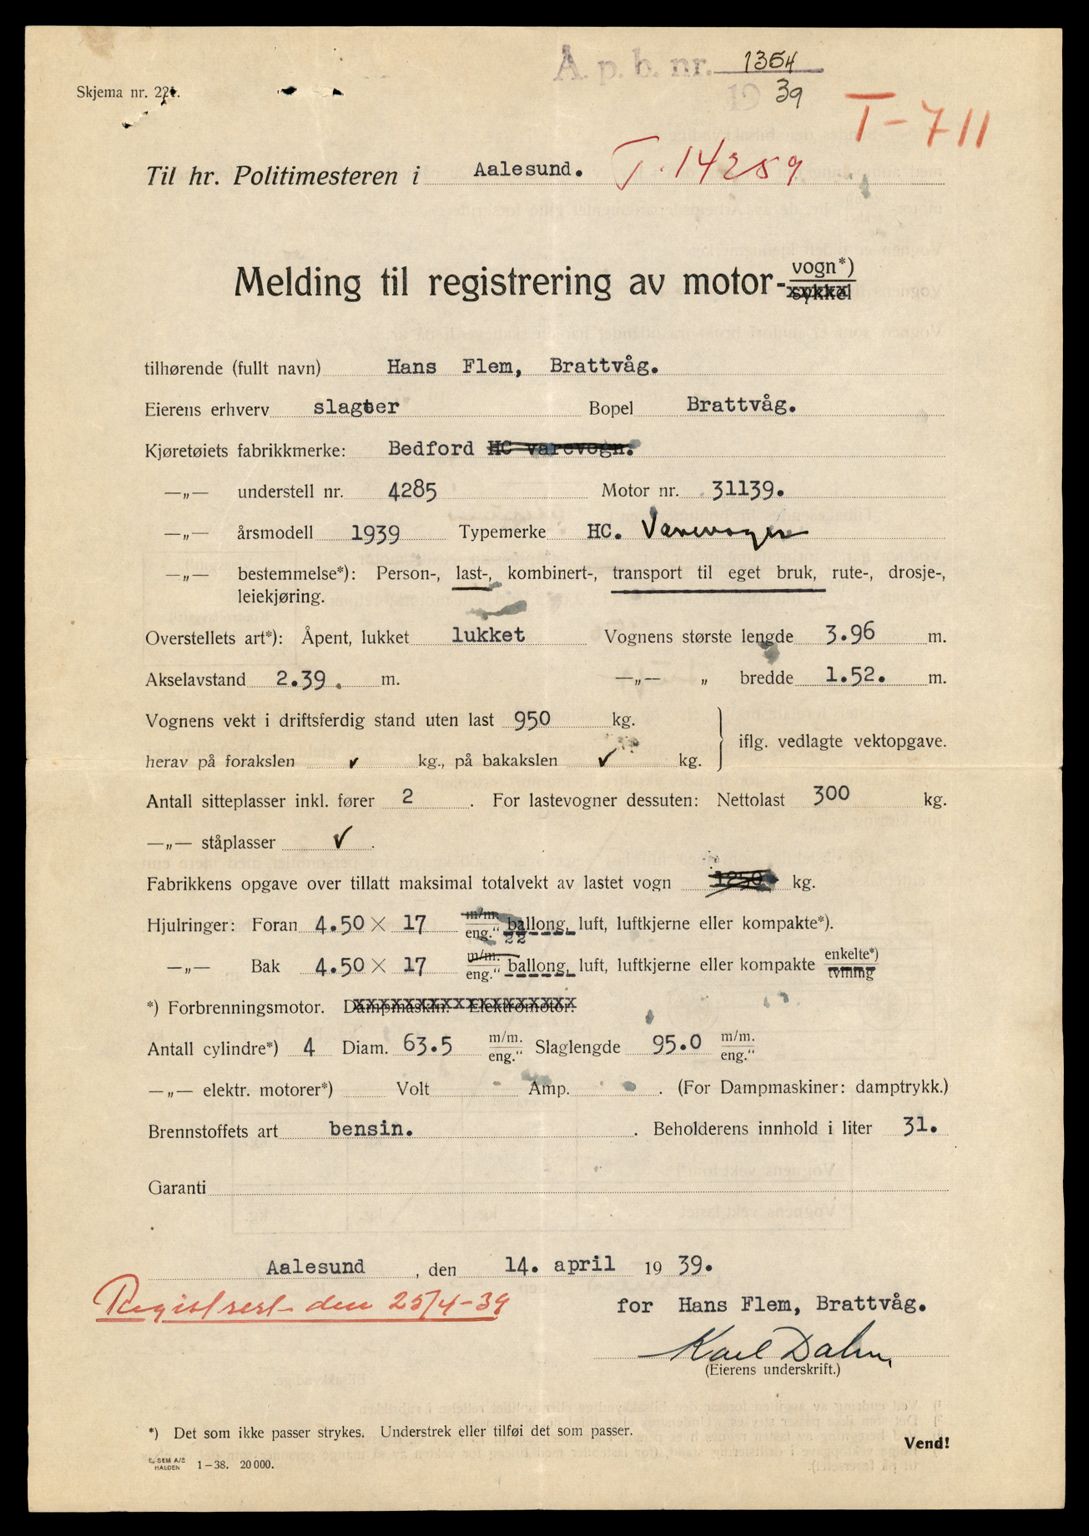 Å.p.b. nr. 1354
1939
Skjema nr. 221.
T-711
Til hr. Politimesteren i Aalesund. T. 14259
Melding til registrering av motor- vogn*)
sykkel
tilhørende (fullt navn) Hans Flem, Brattvåg.
Eierens erhverv slagter Bopel Brattvåg.
Kjøretøiets fabrikkmerke: Bedford HC varevogn.
—„— understell nr. 4285 Motor nr. 31139.
—„— årsmodell 1939 Typemerke HC. Varevogn
—„— bestemmelse*): Person-, last-, kombinert-, transport til eget bruk, rute-, drosje-,
leiekjøring.
Overstellets art*): Åpent, lukket lukket Vognens største lengde 3.96 m.
Akselavstand 2.39. m. —„— „ bredde 1.52. m.
Vognens vekt i driftsferdig stand uten last 950 kg.
iflg. vedlagte vektopgave.
herav på forakslen ✓ kg., på bakakslen ✓ kg.
Antall sitteplasser inkl. fører 2 . For lastevogner dessuten: Nettolast 300 kg.
—„— ståplasser ✓ .
Fabrikkens opgave over tillatt maksimal totalvekt av lastet vogn 1250 kg.
Hjulringer: Foran 4.50 × 17 m/m. eng." ballong, luft, luftkjerne eller kompakte*).
—„— Bak 4.50 × 17 m/m. eng." ballong, luft, luftkjerne eller kompakte enkelte*) tvilling
*) Forbrenningsmotor. Dampmaskin. Elektromotor.
Antall cylindre*) 4 Diam. 63.5 m/m. eng." Slaglengde 95.0 m/m. eng."
—„— elektr. motorer*) Volt Amp. . (For Dampmaskiner: damptrykk.)
Brennstoffets art bensin. . Beholderens innhold i liter 31.
Garanti
Aalesund , den 14. april 19 39.
Registrert den 25/4-39
for Hans Flem, Brattvåg.
Karl Dahm
(Eierens underskrift.)
*) Det som ikke passer strykes. Understrek eller tilføi det som passer.
Vend!
SEM A/S
HALDEN 1-38. 20 000.